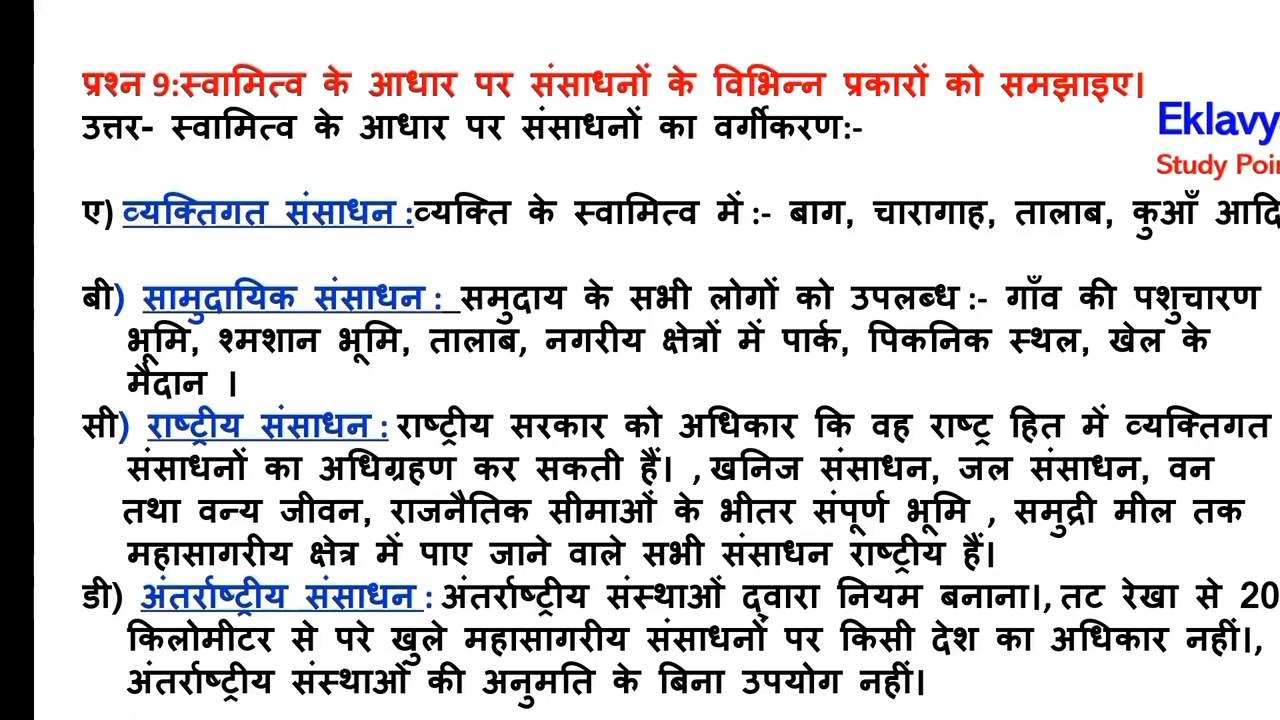 प्रश्न 9:स्वामित्व के आधार पर संसाधनों के विभिन्न प्रकारों को समझाइए।
उत्तर- स्वामित्व के आधार पर संसाधनों का वर्गीकरण:-
Eklavy
Study Poin
ए) व्यक्तिगत संसाधन :व्यक्ति के स्वामित्व में :- बाग, चारागाह, तालाब, कुआँ आदि
बी) सामुदायिक संसाधन : समुदाय के सभी लोगों को उपलब्ध :- गाँव की पशुचारण
भूमि, श्मशान भूमि, तालाब, नगरीय क्षेत्रों में पार्क, पिकनिक स्थल, खेल के
मैदान ।
सी) राष्ट्रीय संसाधन : राष्ट्रीय सरकार को अधिकार कि वह राष्ट्र हित में व्यक्तिगत
संसाधनों का अधिग्रहण कर सकती हैं। , खनिज संसाधन, जल संसाधन, वन
तथा वन्य जीवन, राजनैतिक सीमाओं के भीतर संपूर्ण भूमि , समुद्री मील तक
महासागरीय क्षेत्र में पाए जाने वाले सभी संसाधन राष्ट्रीय हैं।
डी) अंतर्राष्ट्रीय संसाधन : अंतर्राष्ट्रीय संस्थाओं द्वारा नियम बनाना।, तट रेखा से 20
किलोमीटर से परे खुले महासागरीय संसाधनों पर किसी देश का अधिकार नहीं।,
अंतर्राष्ट्रीय संस्थाओं की अनुमति के बिना उपयोग नहीं।